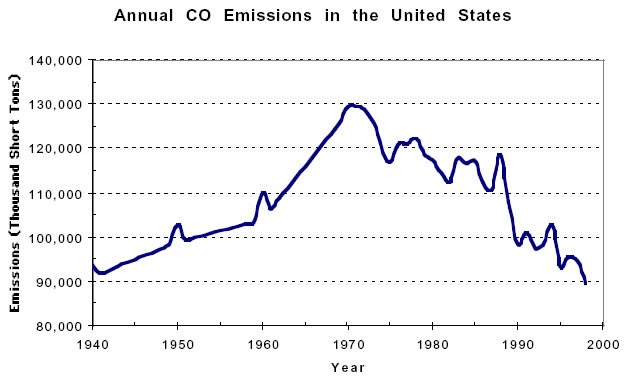 Annual CO Emissions in the United States
Emissions (Thousand Short Tons)
140,000
130,000
120,000
110,000
100,000
90,000
80,000
1940 1950 1960 1970 1980 1990 2000
Year